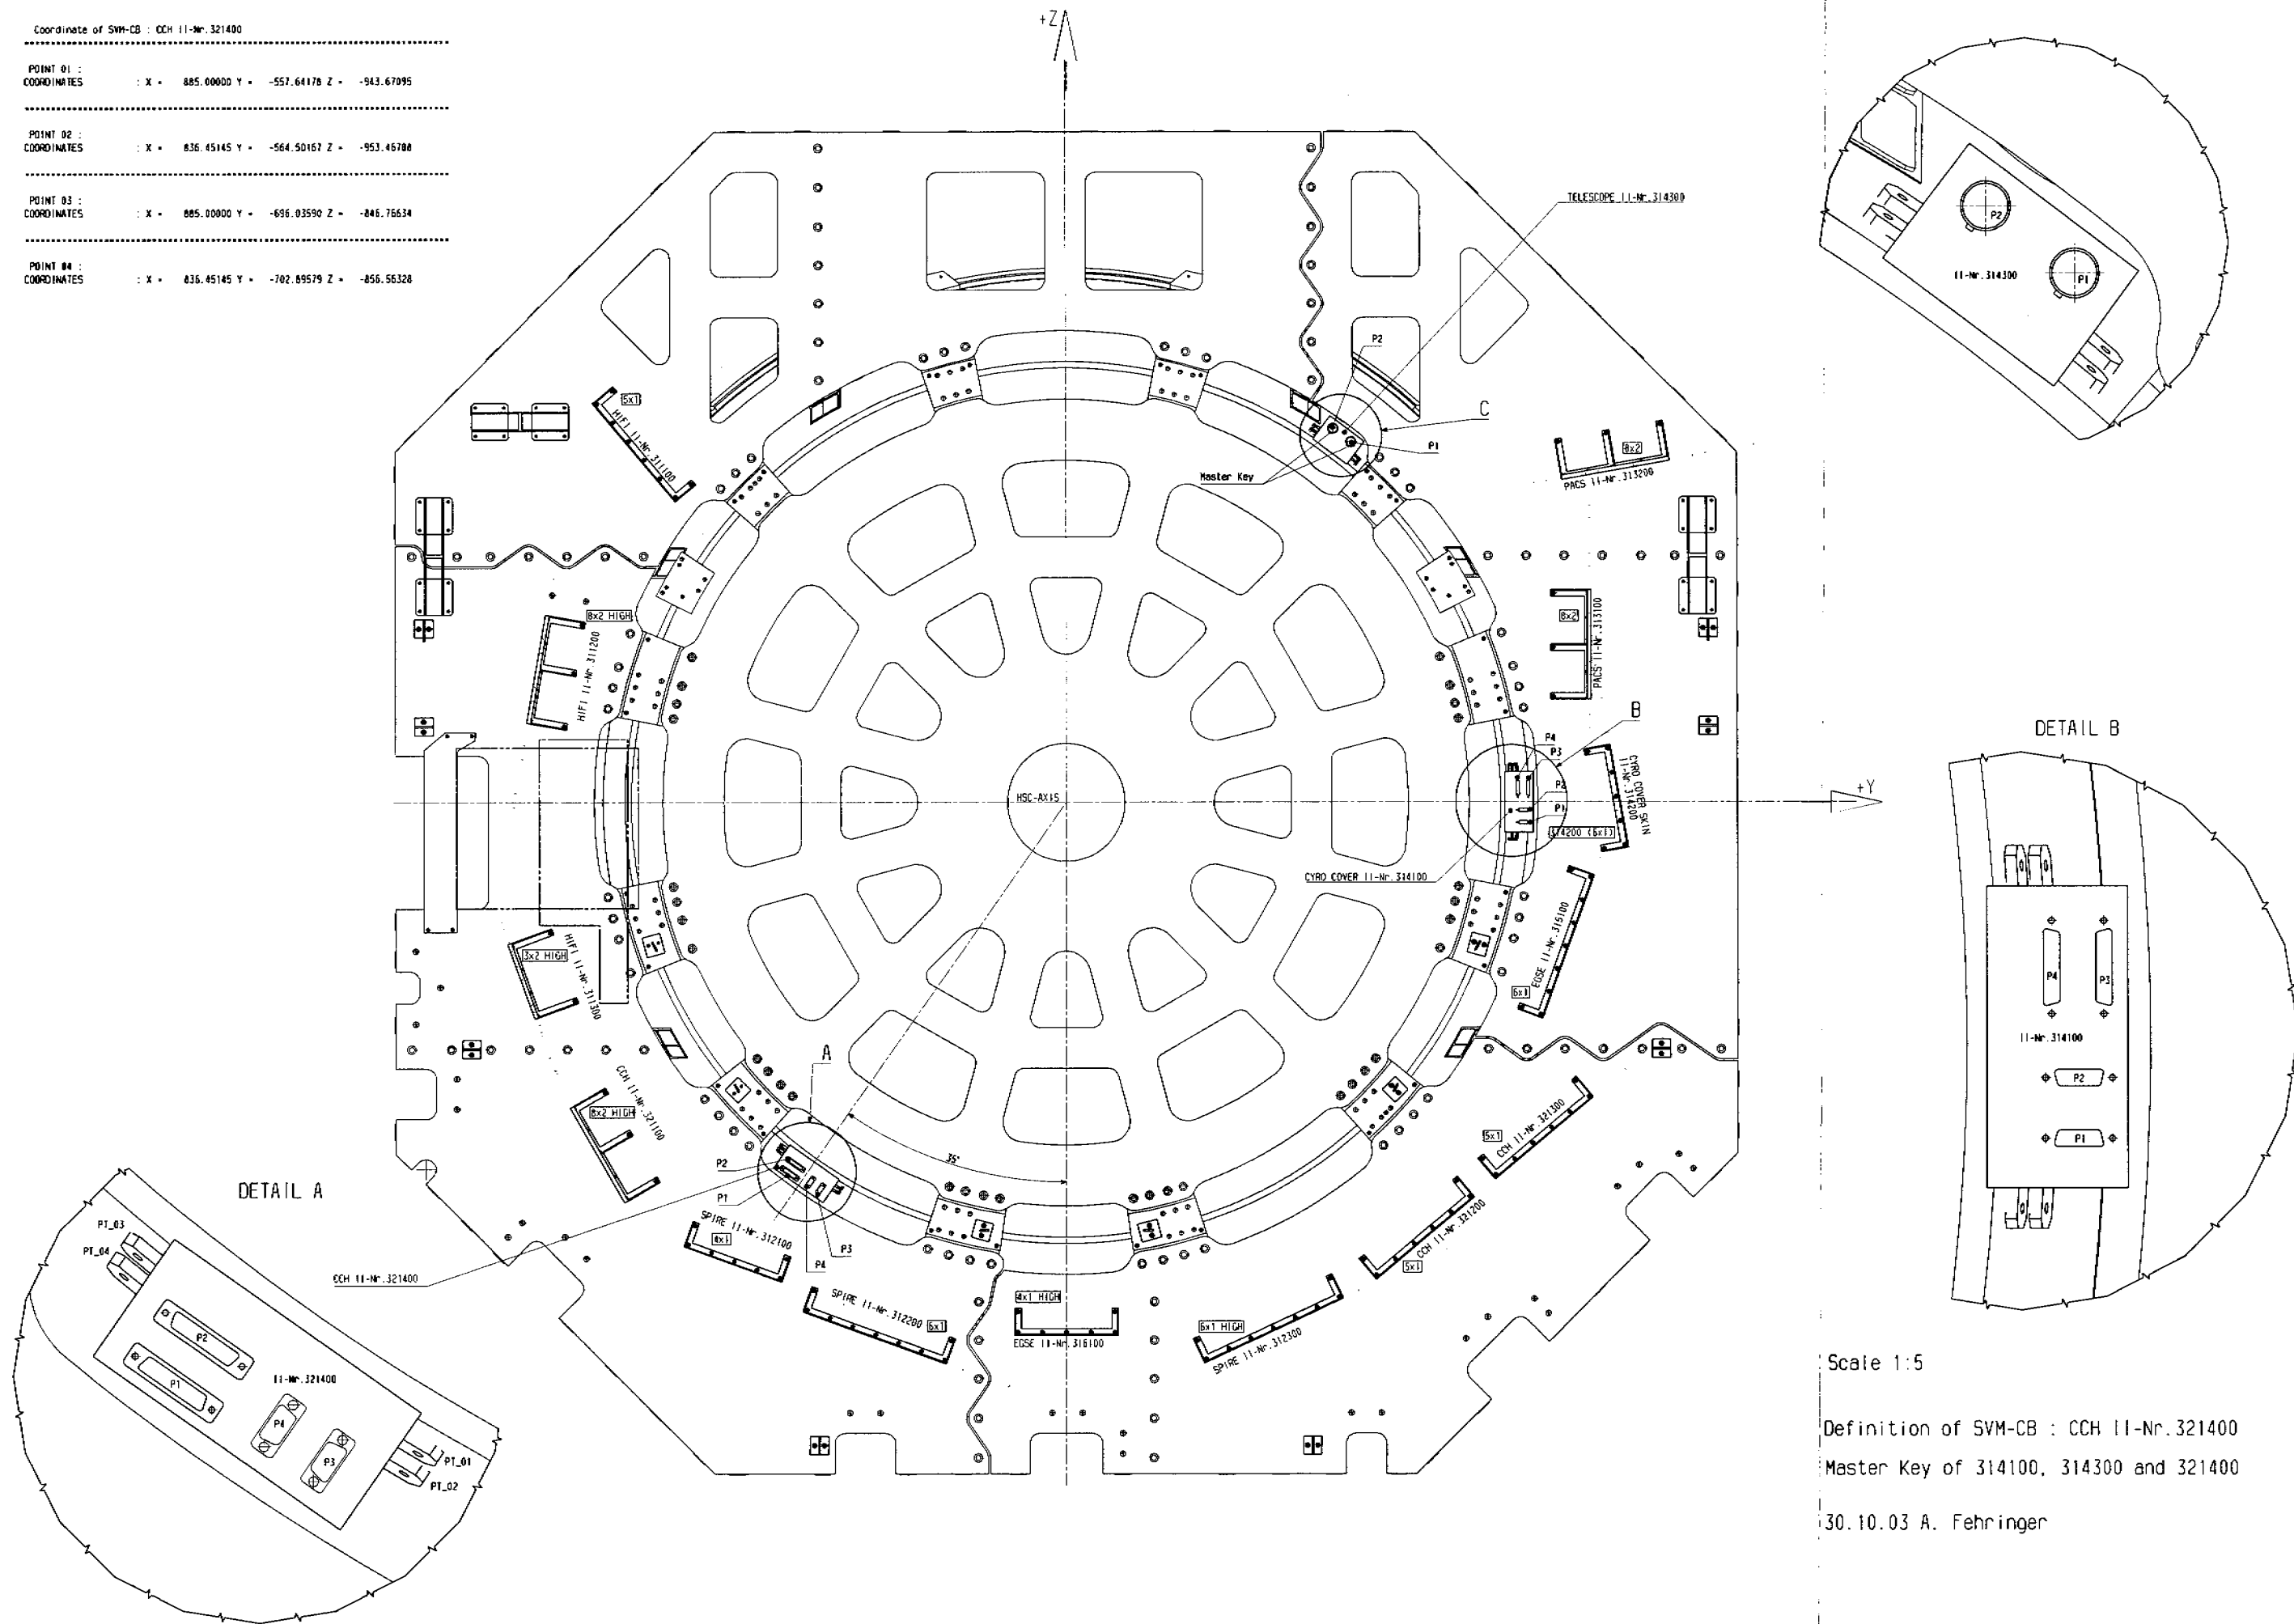 Coordinate of SVM-CB : CCH II-Nr.321400
POINT 01 :
COORDINATES : X = 885.00000 Y = -557.64178 Z = -943.67095
POINT 02 :
COORDINATES : X = 836.45145 Y = -564.50167 Z = -953.46788
POINT 03 :
COORDINATES : X = 885.00000 Y = -696.03590 Z = -846.76634
POINT 04 :
COORDINATES : X = 836.45145 Y = -702.89579 Z = -856.56328
+Z
TELESCOPE II-Nr.314300
P2
C
P1
Master Key
5x1
HIFI II-Nr.311100
8x2
PACS II-Nr.313200
8x2 HIGH
HIFI II-Nr.311200
8x2
PACS II-Nr.313100
B
P4
P3
P2
P1
CYRO COVER SKIN
II-Nr.314200
314200 (6x1)
+Y
HSC-AXIS
CYRO COVER II-Nr.314100
EGSE II-Nr.315100
6x1
3x2 HIGH
HIFI II-Nr.311300
A
CCH II-Nr.321100
8x2 HIGH
35°
5x1
CCH II-Nr.321300
P2
P1
SPIRE II-Nr.312100
4x1
P3
P4
CCH II-Nr.321400
CCH II-Nr.321200
5x1
SPIRE II-Nr.312200
6x1
4x1 HIGH
EGSE II-Nr.316100
6x1 HIGH
SPIRE II-Nr.312300
P2
P1
II-Nr.314300
DETAIL B
P4
P3
II-Nr.314100
P2
P1
DETAIL A
PT_03
PT_04
P2
P1
II-Nr.321400
P4
P3
PT_01
PT_02
Scale 1:5
Definition of SVM-CB : CCH II-Nr.321400
Master Key of 314100, 314300 and 321400
30.10.03 A. Fehringer